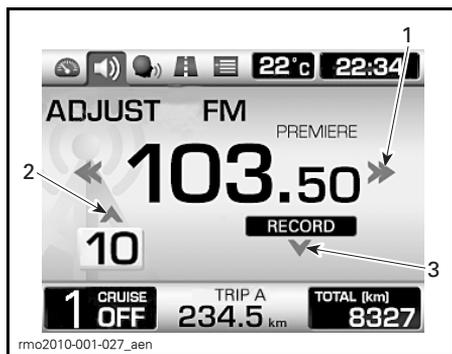 1
22°c 22:34
ADJUST FM
PREMIERE
2
103.50
10
RECORD
3
1 CRUISE OFF
TRIP A
234.5 km
TOTAL [km]
8327
rmo2010-001-027_aen